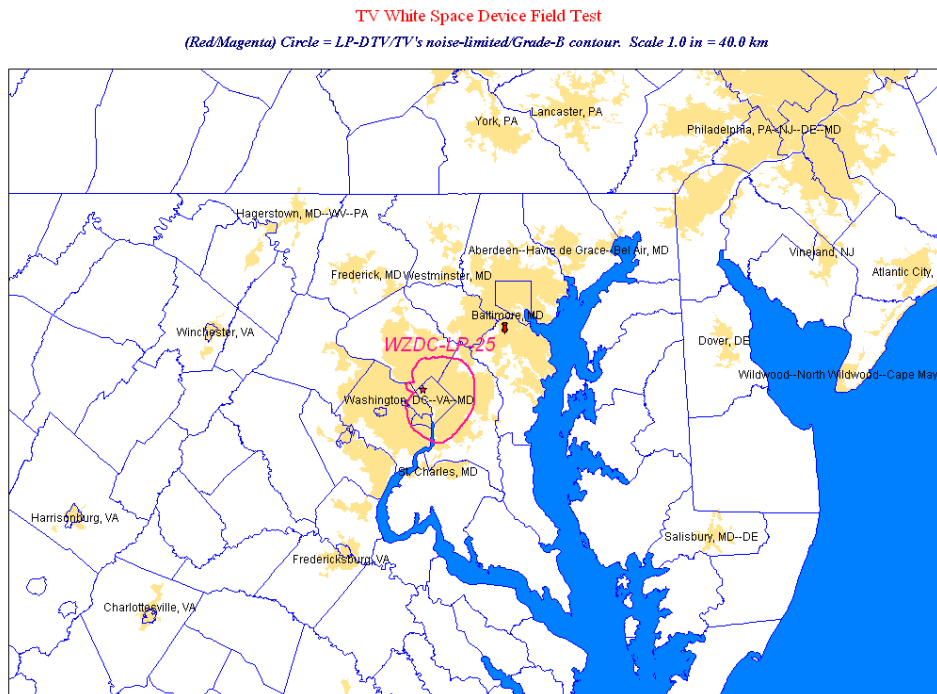 TV White Space Device Field Test
(Red/Magenta) Circle = LP-DTV/TV's noise-limited/Grade-B contour. Scale 1.0 in = 40.0 km
Lancaster, PA
York, PA
Philadelphia, PA--NJ--DE--MD
Hagerstown, MD--WV--PA
Aberdeen--Havre de Grace--Bel Air, MD
Vineland, NJ
Frederick, MD
Westminster, MD
Atlantic City,
Baltimore, MD
Winchester, VA
WZDC-LP-25
Dover, DE
Wildwood--North Wildwood--Cape May
Washington, DC--VA--MD
St. Charles, MD
Harrisonburg, VA
Salisbury, MD--DE
Fredericksburg, VA
Charlottesville, VA